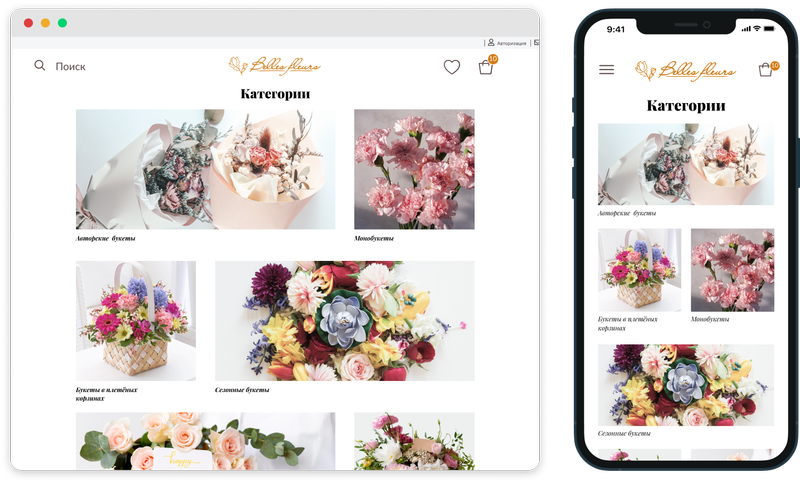 Авторизация
Поиск
Belles fleurs
10
Категории
Авторские букеты
Монобукеты
Букеты в плетёных
корзинах
Сезонные букеты
happy
9:41
Belles fleurs
10
Категории
Авторские букеты
Букеты в плетёных
корзинах
Монобукеты
Сезонные букеты